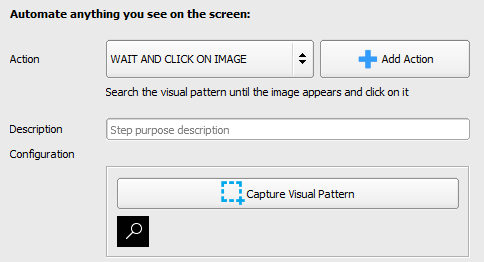 Automate anything you see on the screen:
Action
WAIT AND CLICK ON IMAGE
Add Action
Search the visual pattern until the image appears and click on it
Description
Step purpose description
Configuration
Capture Visual Pattern